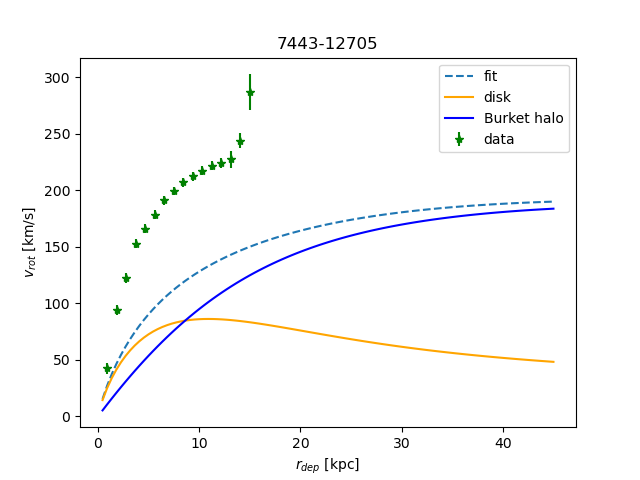 7443-12705
300
250
200
150
100
50
0
v_rot [km/s]
fit
disk
Burket halo
data
0 10 20 30 40
r_dep [kpc]